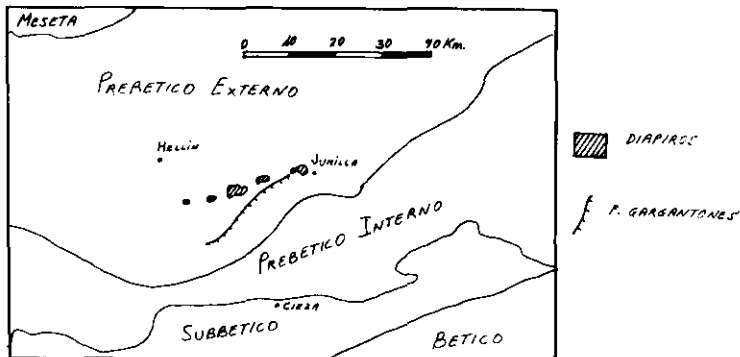 MESETA
0 10 20 30 40 Km.
PREBETICO EXTERNO
HELLIN
JUMILLA
DIAPIROS
F. GARGANTONES
PREBETICO INTERNO
CIEZA
SUBBETICO
BETICO